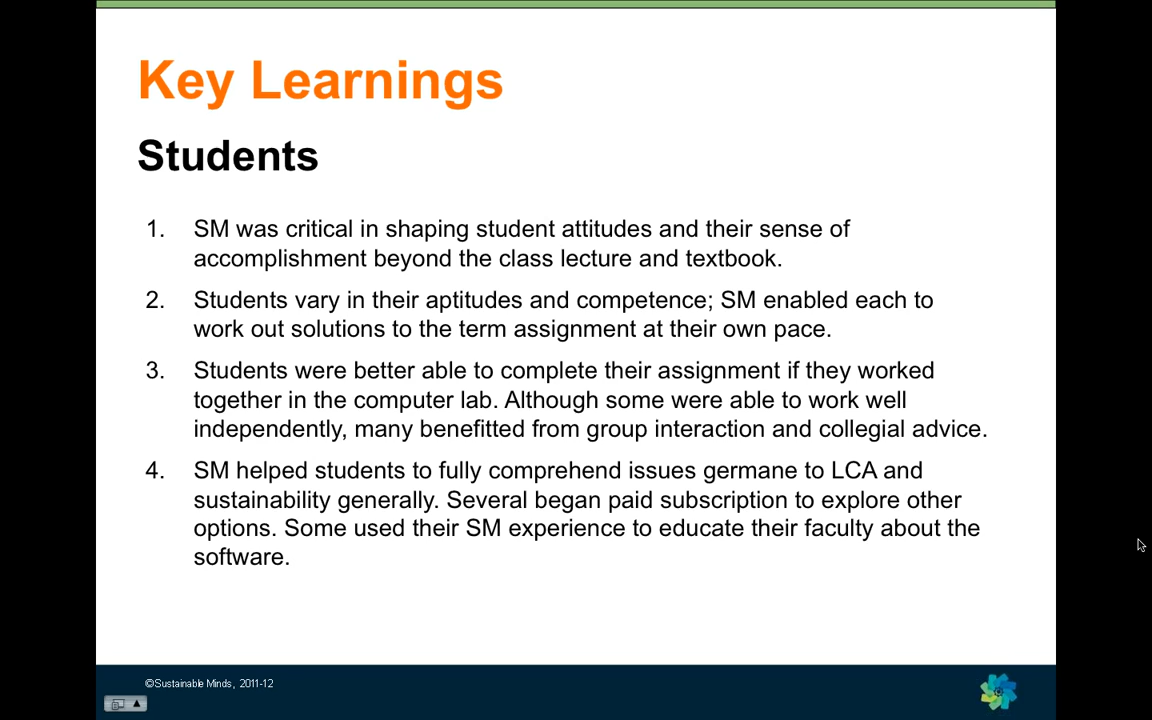 Key Learnings
Students
1. SM was critical in shaping student attitudes and their sense of
accomplishment beyond the class lecture and textbook.
2. Students vary in their aptitudes and competence; SM enabled each to
work out solutions to the term assignment at their own pace.
3. Students were better able to complete their assignment if they worked
together in the computer lab. Although some were able to work well
independently, many benefitted from group interaction and collegial advice.
4. SM helped students to fully comprehend issues germane to LCA and
sustainability generally. Several began paid subscription to explore other
options. Some used their SM experience to educate their faculty about the
software.
©Sustainable Minds, 2011-12